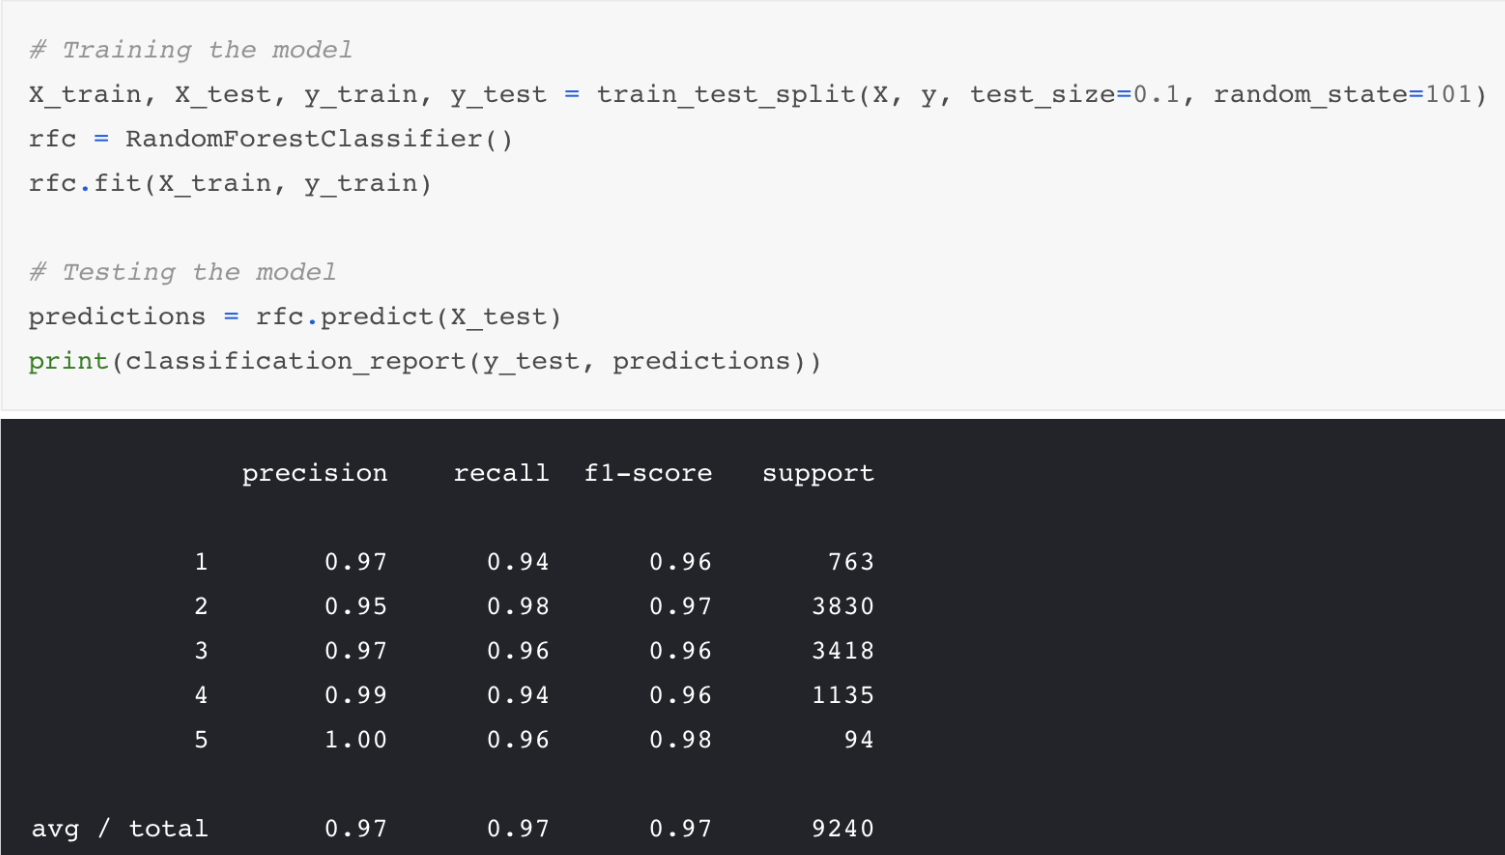 # Training the model
X_train, X_test, y_train, y_test = train_test_split(X, y, test_size=0.1, random_state=101)
rfc = RandomForestClassifier()
rfc.fit(X_train, y_train)
# Testing the model
predictions = rfc.predict(X_test)
print(classification_report(y_test, predictions))
precision recall f1-score support
1 0.97 0.94 0.96 763
2 0.95 0.98 0.97 3830
3 0.97 0.96 0.96 3418
4 0.99 0.94 0.96 1135
5 1.00 0.96 0.98 94
avg / total 0.97 0.97 0.97 9240